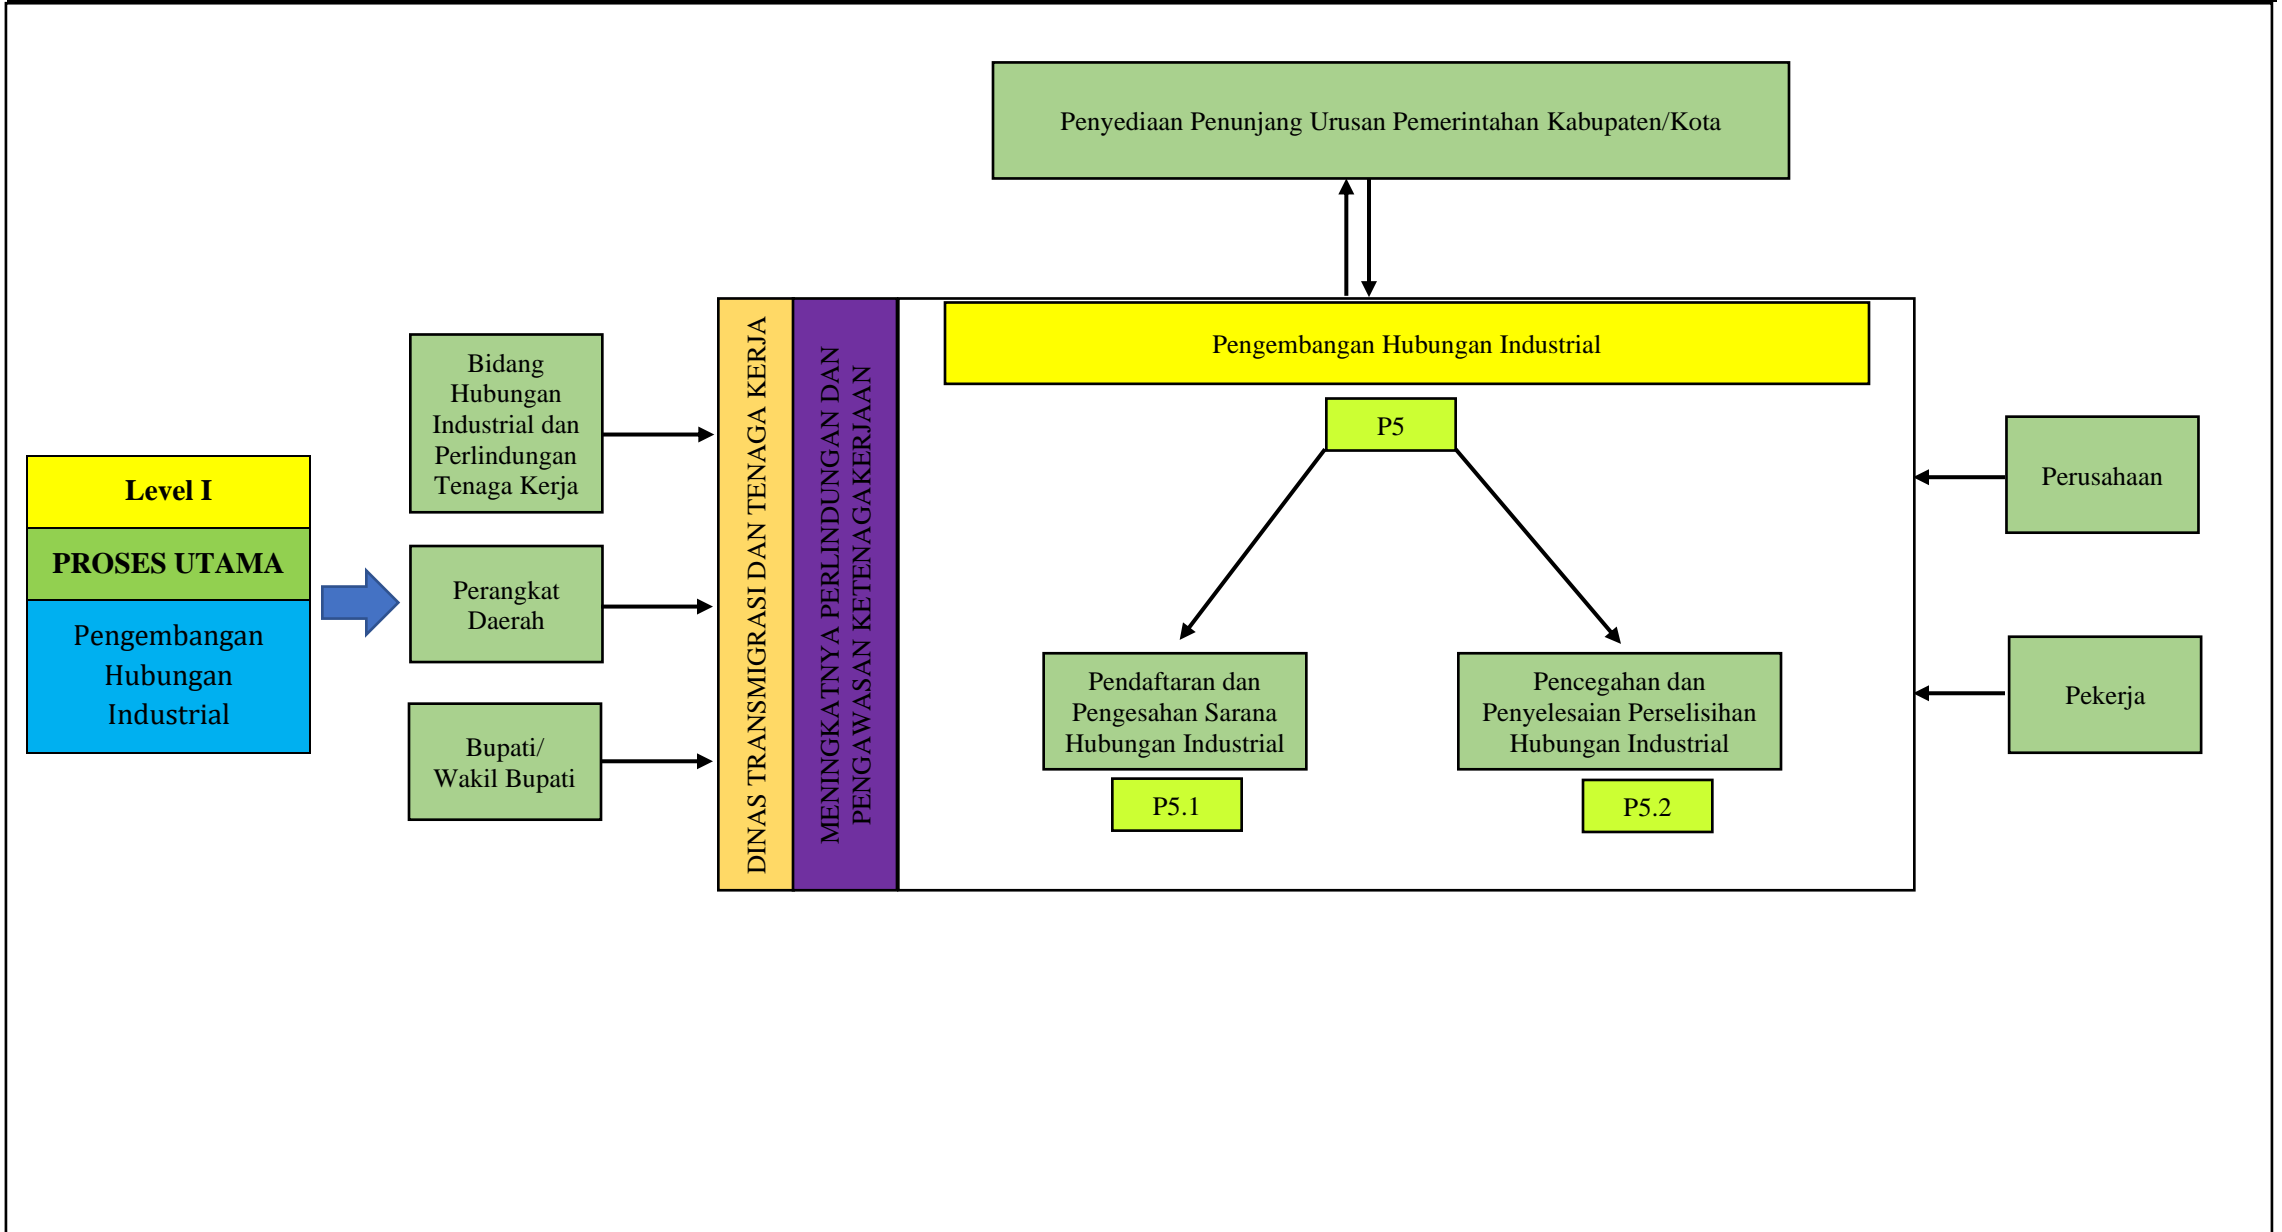 Penyediaan Penunjang Urusan Pemerintahan Kabupaten/Kota
Level I
PROSES UTAMA
Pengembangan
Hubungan
Industrial
Bidang
Hubungan
Industrial dan
Perlindungan
Tenaga Kerja
Perangkat
Daerah
Bupati/
Wakil Bupati
DINAS TRANSMIGRASI DAN TENAGA KERJA
MENINGKATNYA PERLINDUNGAN DAN
PENGAWASAN KETENAGAKERJAAN
Pengembangan Hubungan Industrial
P5
Pendaftaran dan
Pengesahan Sarana
Hubungan Industrial
P5.1
Pencegahan dan
Penyelesaian Perselisihan
Hubungan Industrial
P5.2
Perusahaan
Pekerja